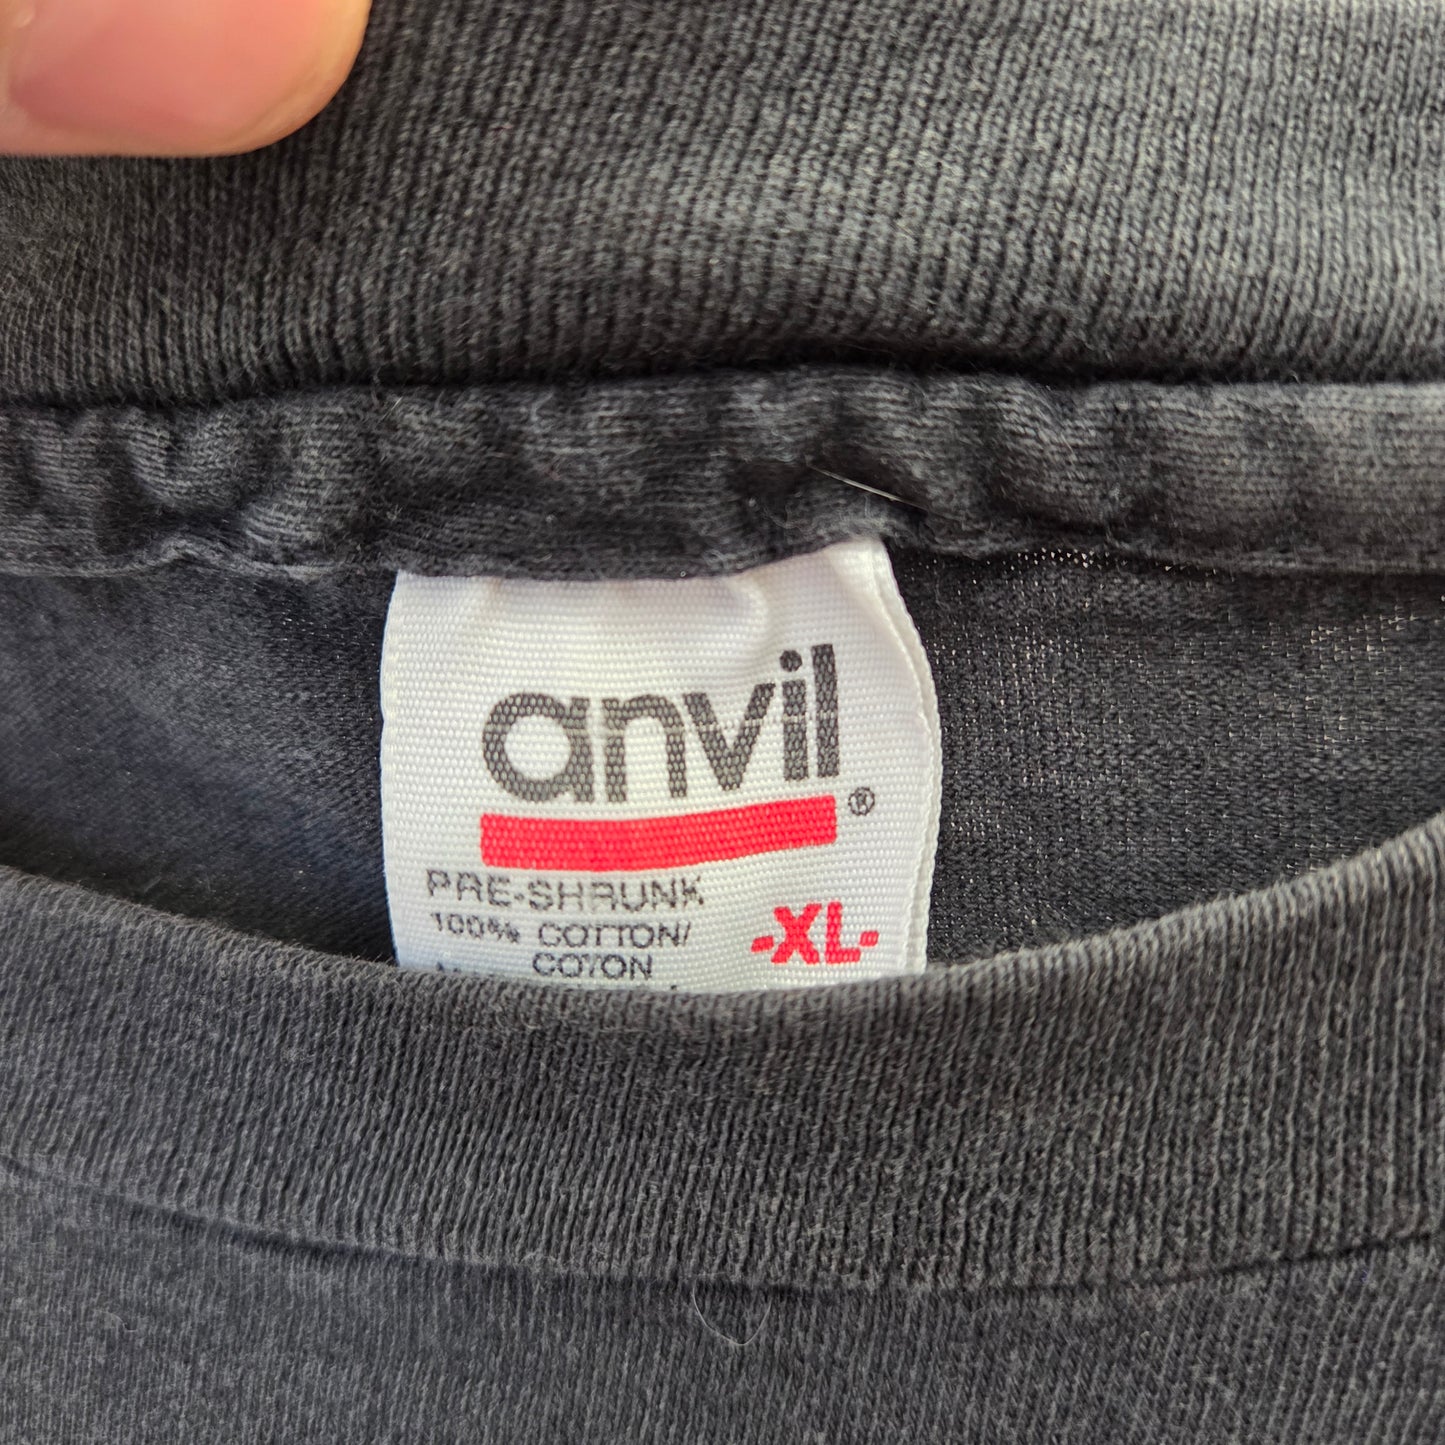 anvil®
PRE-SHRUNK
100% COTTON/
COTON
-XL-